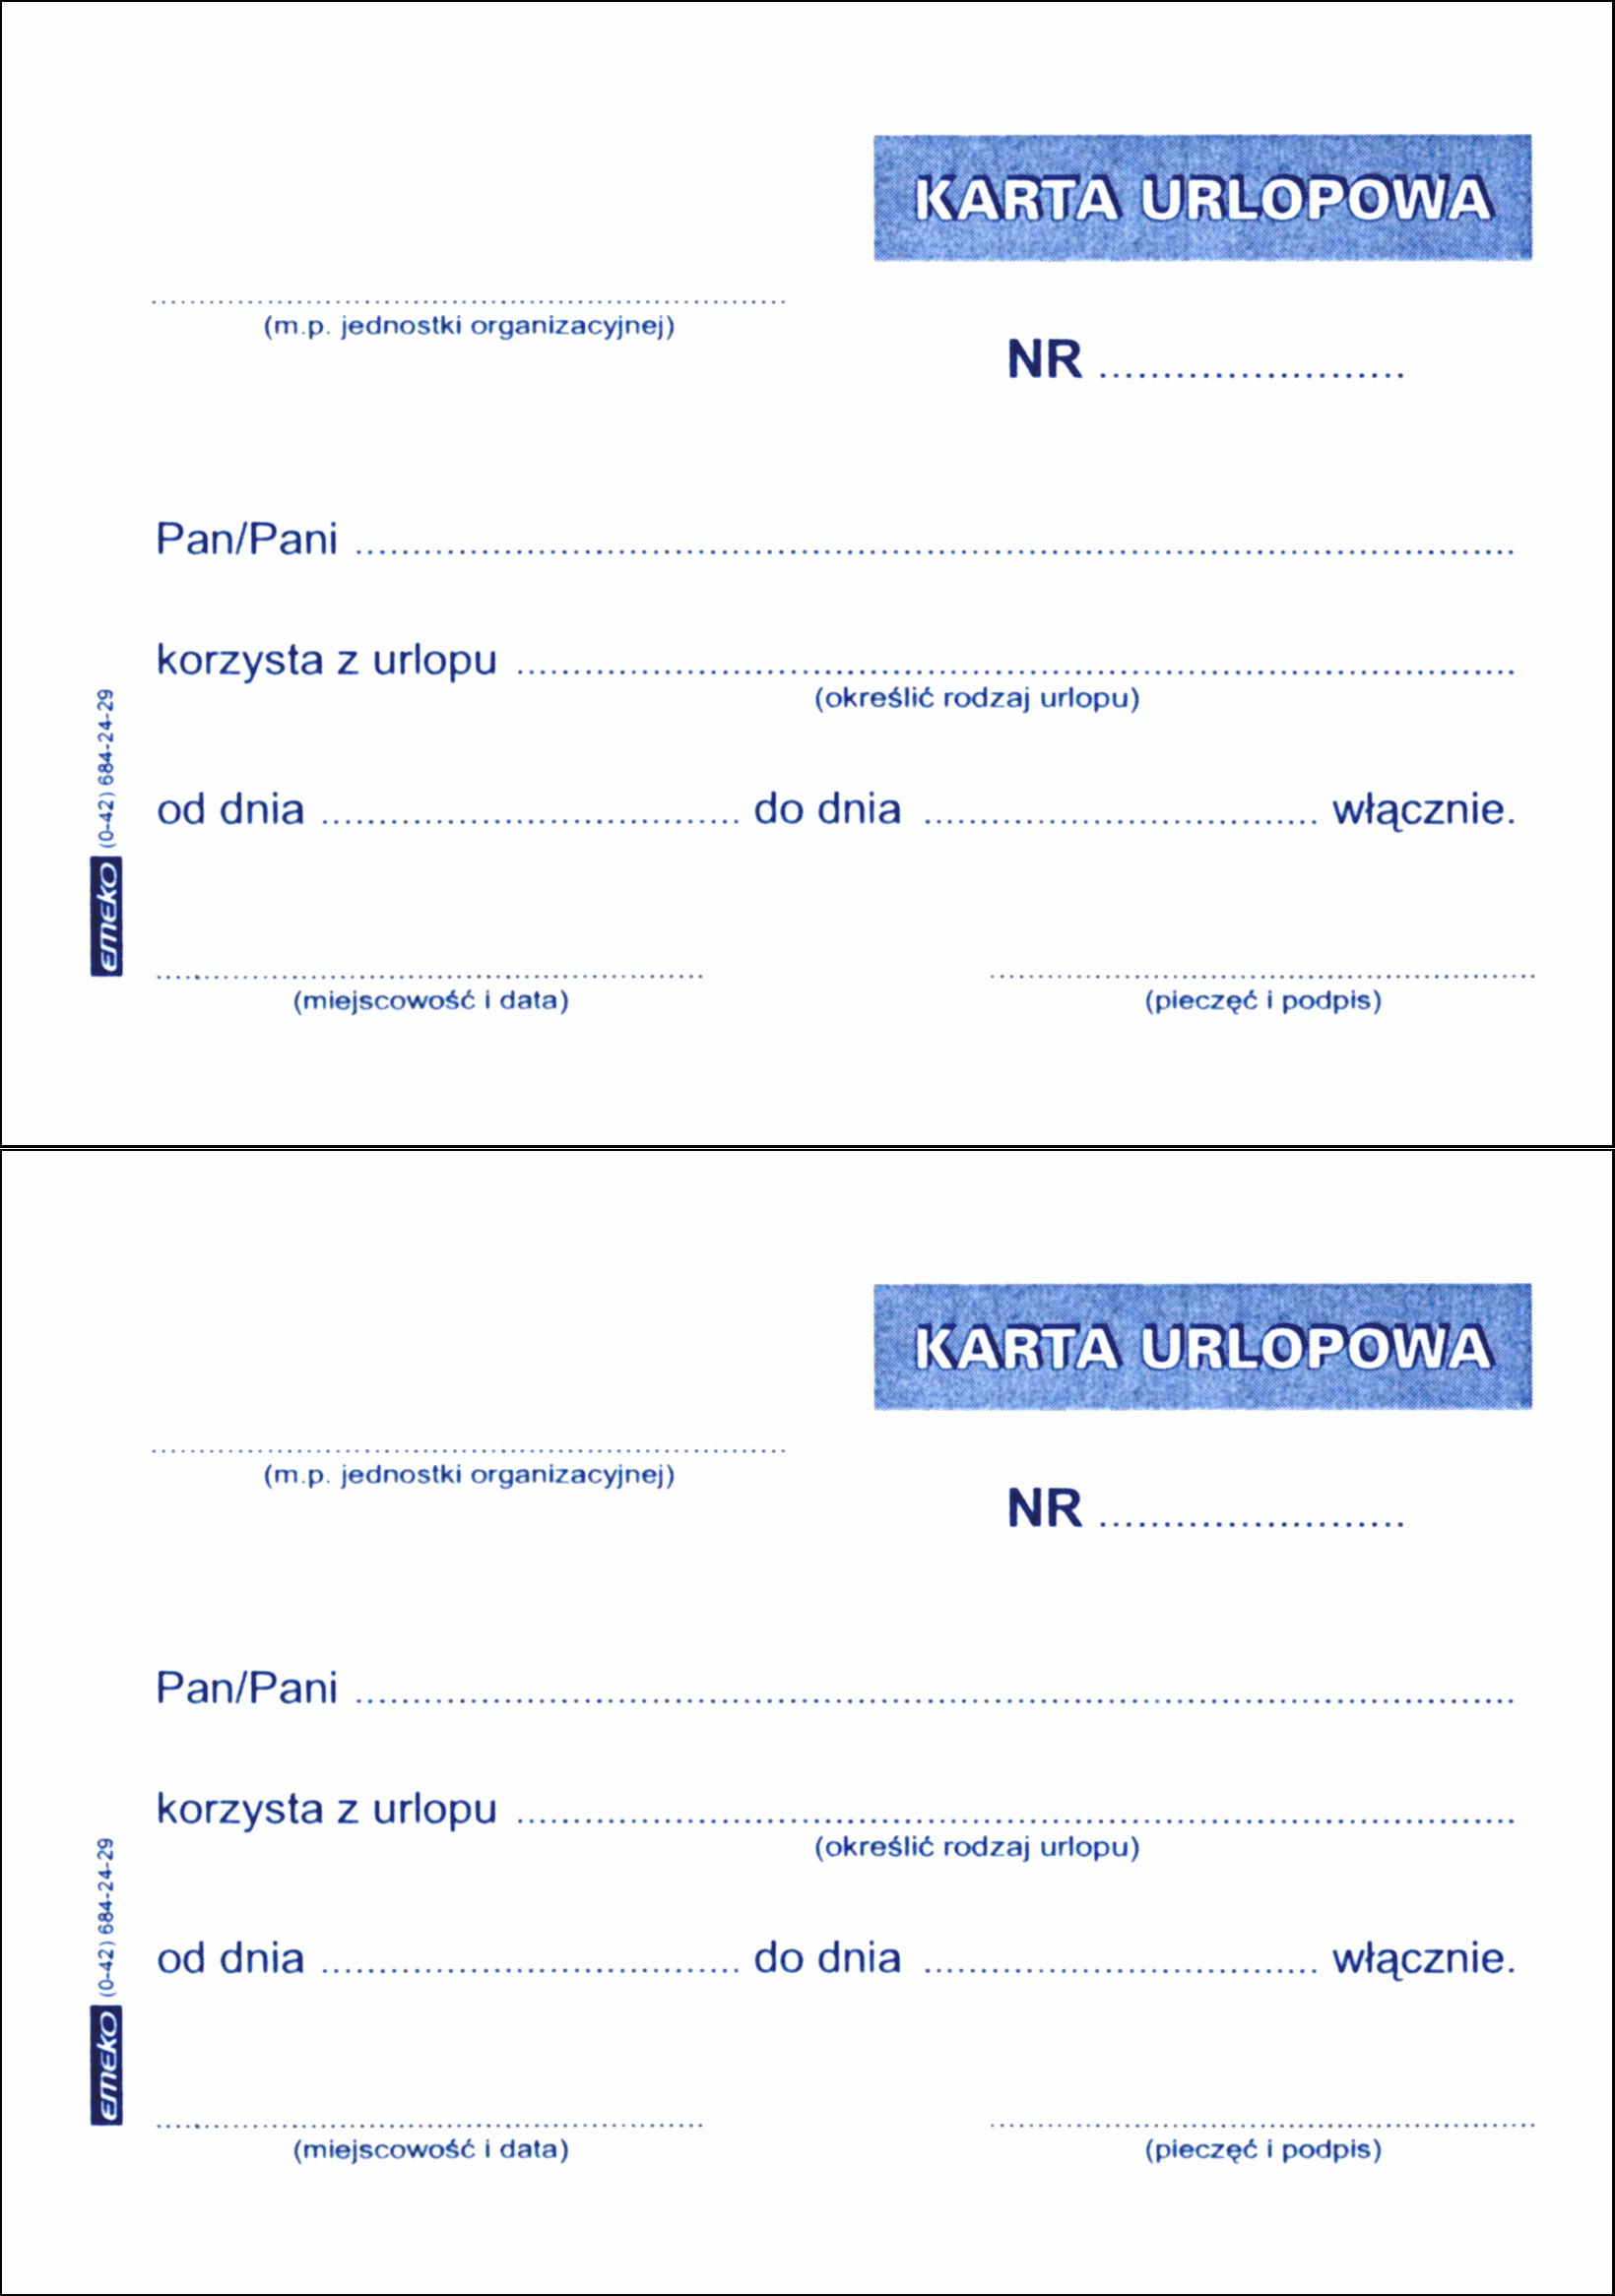 KARTA URLOPOWA
(m.p. jednostki organizacyjnej)
NR ........................
Pan/Pani ........................................................................
korzysta z urlopu ........................................................................
(określić rodzaj urlopu)
od dnia .................................... do dnia .................................... włącznie.
emeko (0-42) 684-24-29
(miejscowość i data) (pieczęć i podpis)
KARTA URLOPOWA
(m.p. jednostki organizacyjnej)
NR ........................
Pan/Pani ........................................................................
korzysta z urlopu ........................................................................
(określić rodzaj urlopu)
od dnia .................................... do dnia .................................... włącznie.
emeko (0-42) 684-24-29
(miejscowość i data) (pieczęć i podpis)